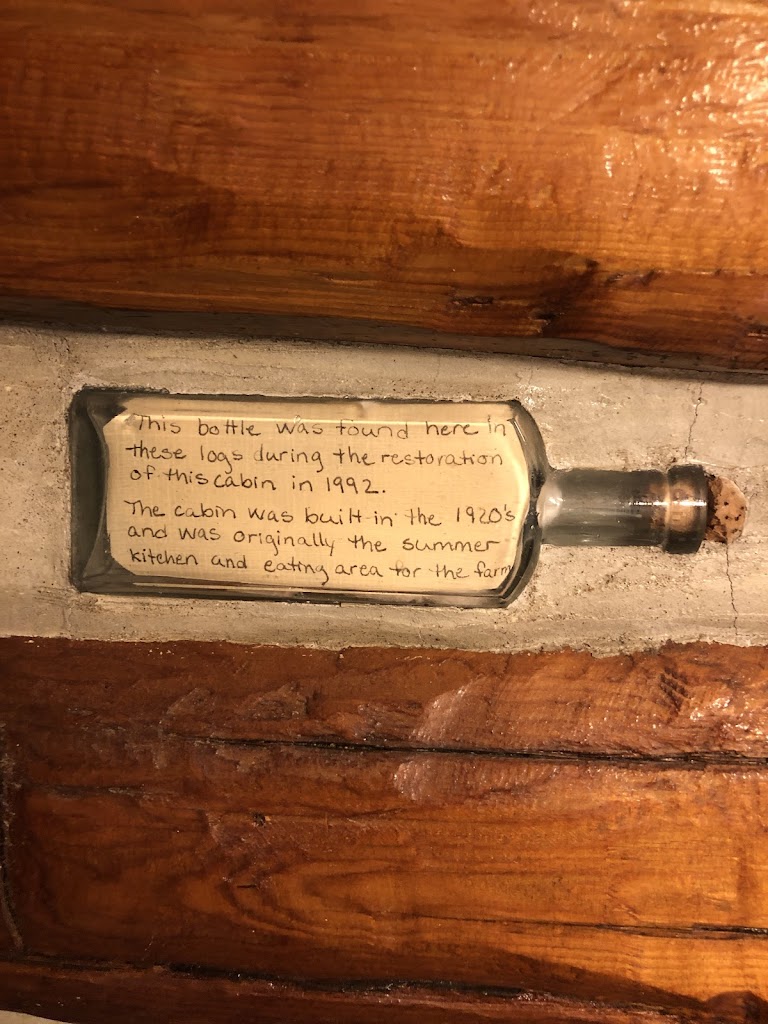 This bottle was found here in
these logs during the restoration
of this cabin in 1992.
The cabin was built in the 1920's
and was originally the summer
kitchen and eating area for the farm